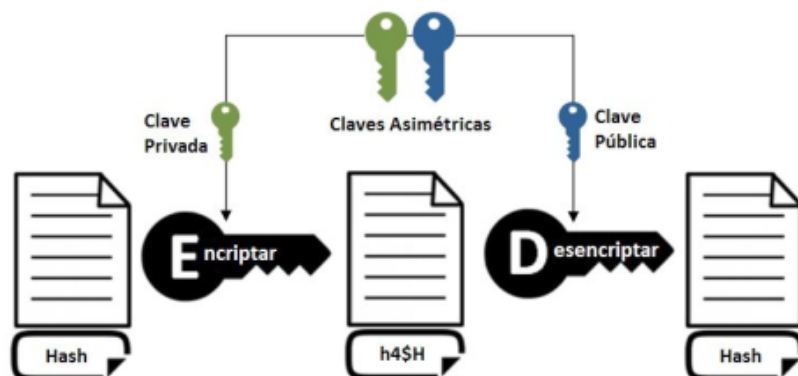 Clave
Privada
Claves Asimétricas
Clave
Pública
Encriptar
Desencriptar
Hash
h4$H
Hash